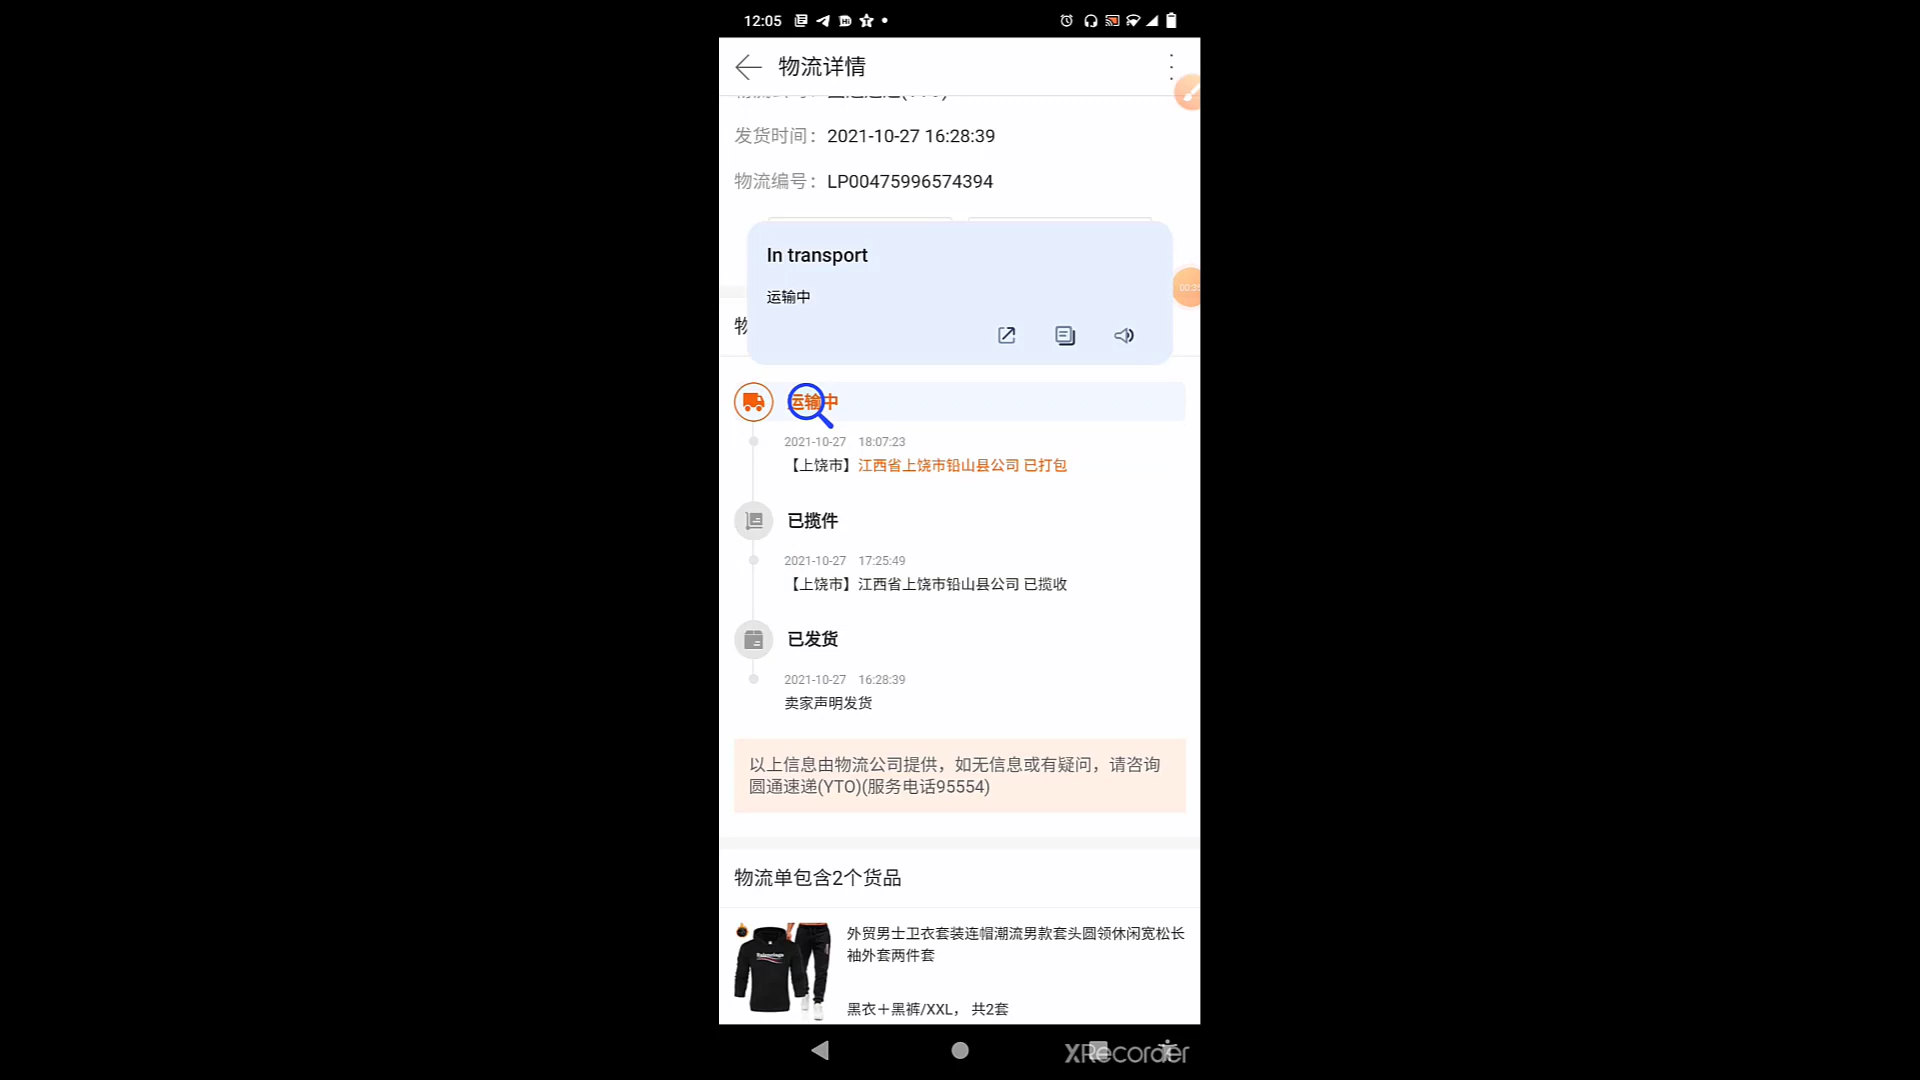 12:05
物流详情
发货时间： 2021-10-27 16:28:39
物流编号： LP00475996574394
In transport
运输中
物
00:35
运输中
2021-10-27 18:07:23
【上饶市】江西省上饶市铅山县公司 已打包
已揽件
2021-10-27 17:25:49
【上饶市】江西省上饶市铅山县公司 已揽收
已发货
2021-10-27 16:28:39
卖家声明发货
以上信息由物流公司提供，如无信息或有疑问，请咨询
圆通速递(YTO)(服务电话95554)
物流单包含2个货品
外贸男士卫衣套装连帽潮流男款套头圆领休闲宽松长
袖外套两件套
黑衣＋黑裤/XXL， 共2套
XRecorder